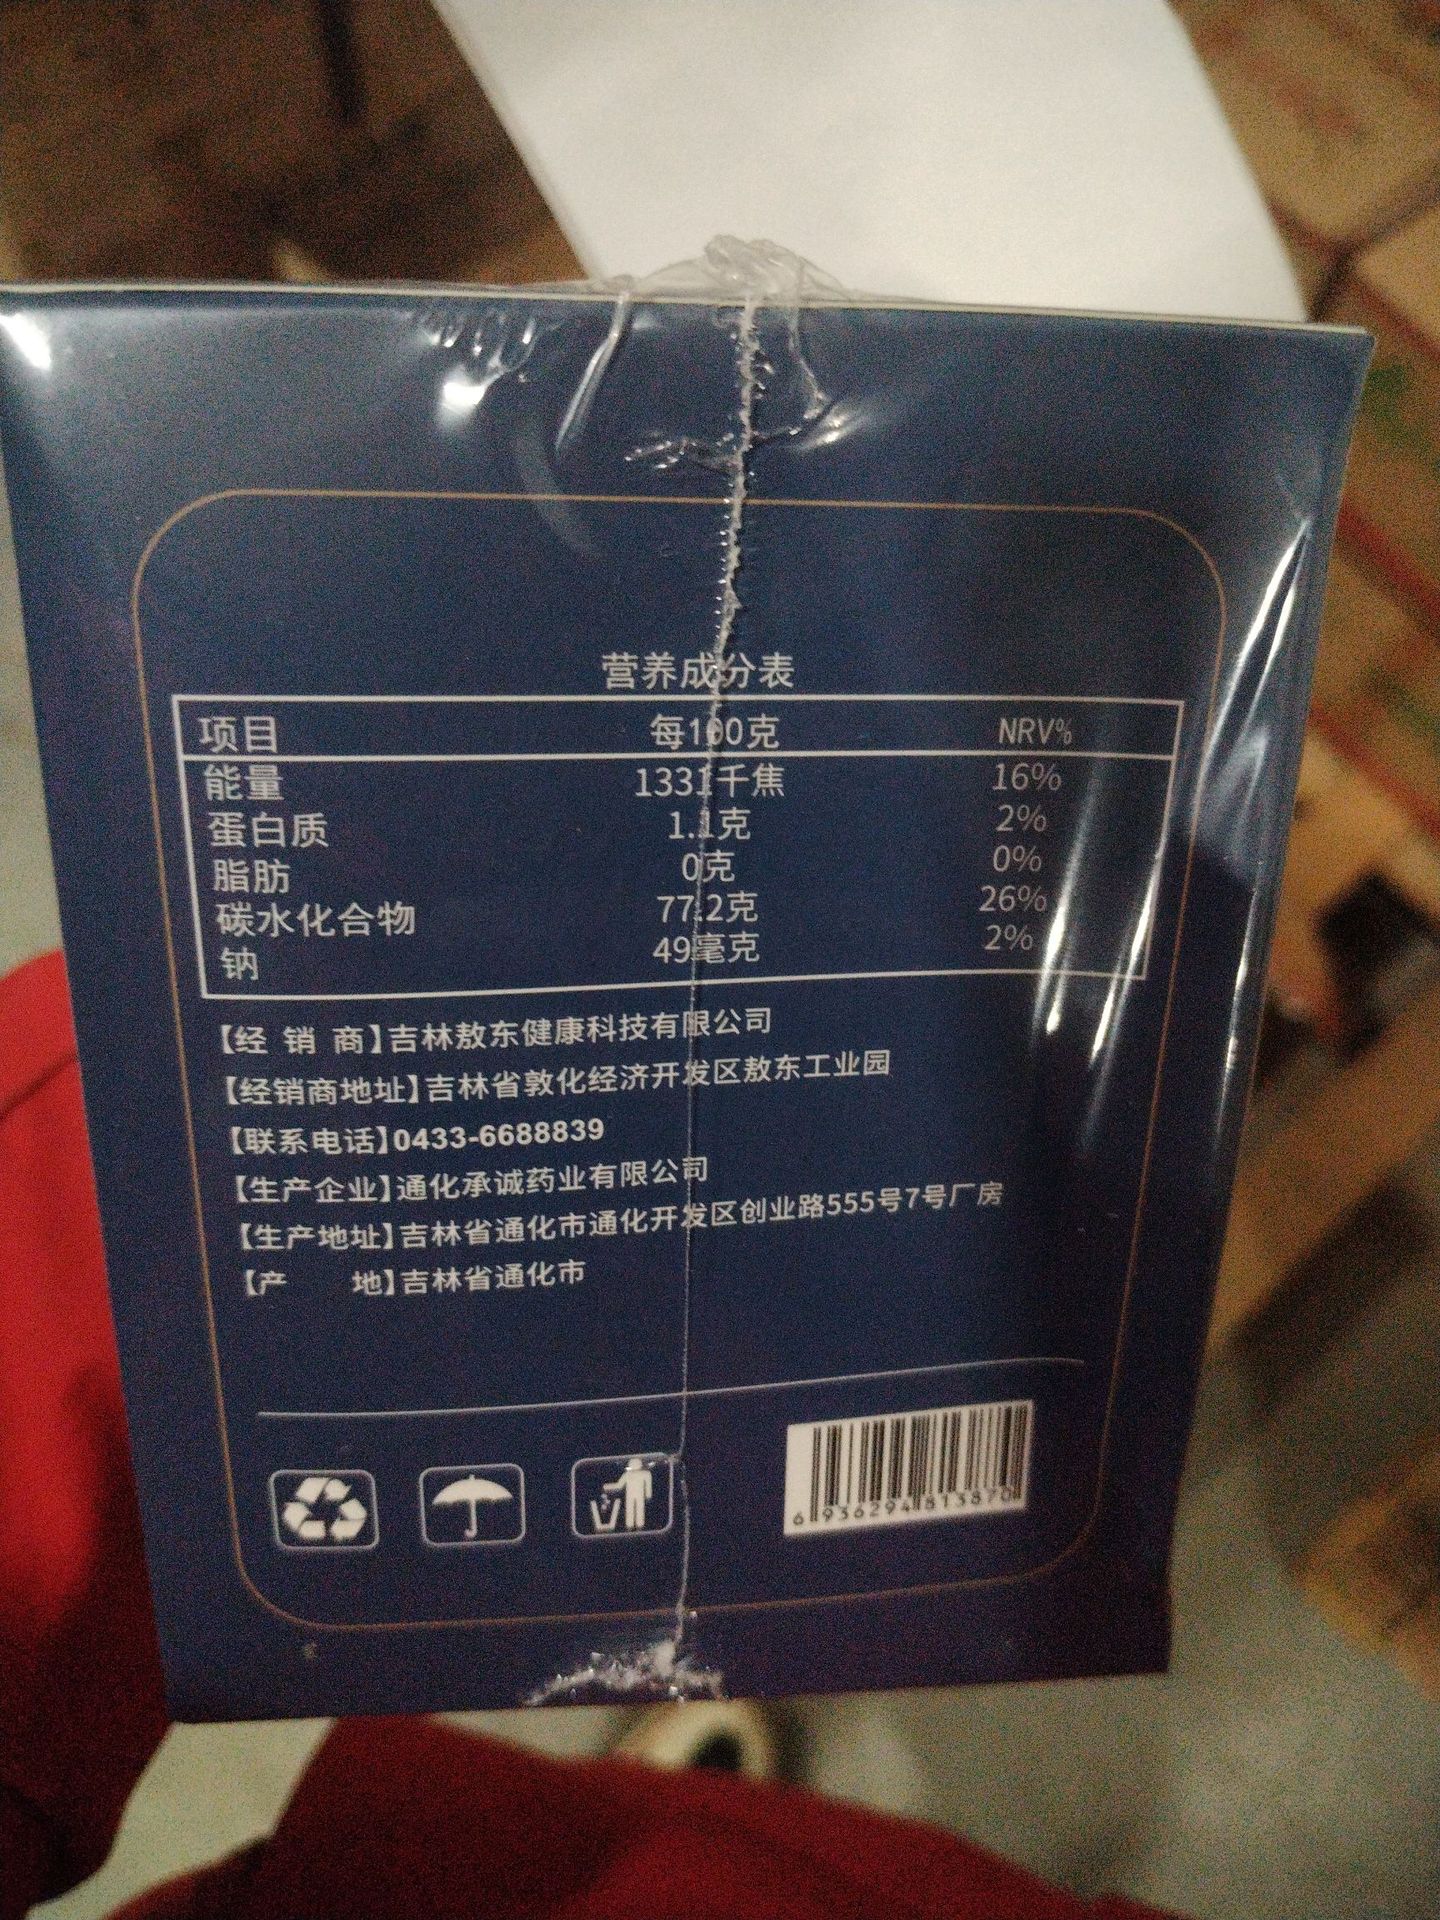 营养成分表
项目 每100克 NRV%
能量 1331千焦 16%
蛋白质 1.1克 2%
脂肪 0克 0%
碳水化合物 77.2克 26%
钠 49毫克 2%
【经 销 商】吉林敖东健康科技有限公司
【经销商地址】吉林省敦化经济开发区敖东工业园
【联系电话】0433-6688839
【生产企业】通化承诚药业有限公司
【生产地址】吉林省通化市通化开发区创业路555号7号厂房
【产 地】吉林省通化市
6 936294 813870